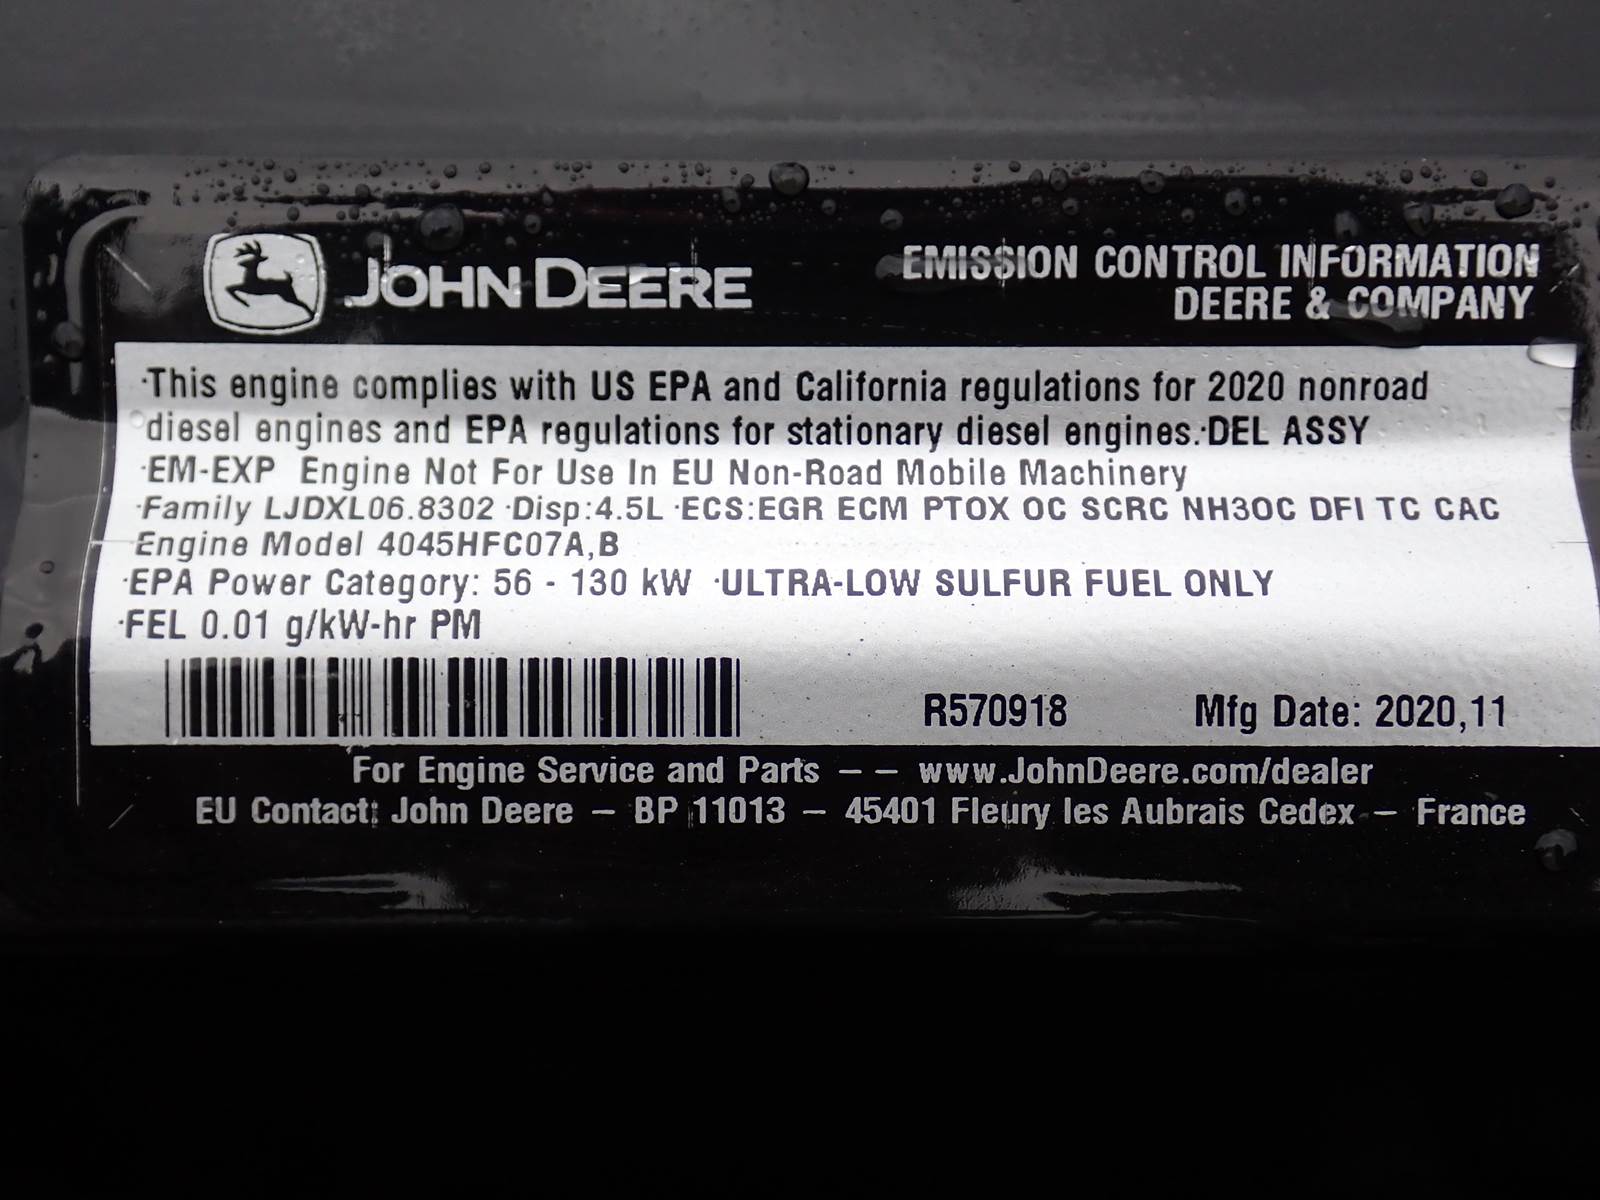 JOHN DEERE
EMISSION CONTROL INFORMATION
DEERE & COMPANY
·This engine complies with US EPA and California regulations for 2020 nonroad
diesel engines and EPA regulations for stationary diesel engines.·DEL ASSY
·EM-EXP Engine Not For Use In EU Non-Road Mobile Machinery
·Family LJDXL06.8302 ·Disp:4.5L ·ECS:EGR ECM PTOX OC SCRC NH3OC DFI TC CAC
Engine Model 4045HFC07A,B
·EPA Power Category: 56 - 130 kW ·ULTRA-LOW SULFUR FUEL ONLY
·FEL 0.01 g/kW-hr PM
R570918 Mfg Date: 2020,11
For Engine Service and Parts – – www.JohnDeere.com/dealer
EU Contact: John Deere – BP 11013 – 45401 Fleury les Aubrais Cedex – France